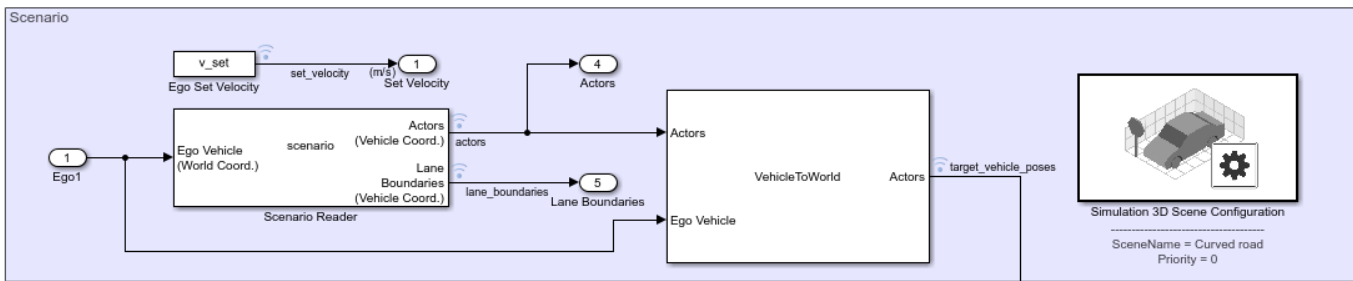 Scenario
v_set
Ego Set Velocity
set_velocity
(m/s)
1
Set Velocity
4
Actors
1
Ego1
Ego Vehicle
(World Coord.)
scenario
Actors
(Vehicle Coord.)
Lane
Boundaries
(Vehicle Coord.)
Scenario Reader
actors
lane_boundaries
5
Lane Boundaries
Actors
Ego Vehicle
VehicleToWorld
Actors
target_vehicle_poses
Simulation 3D Scene Configuration
SceneName = Curved road
Priority = 0